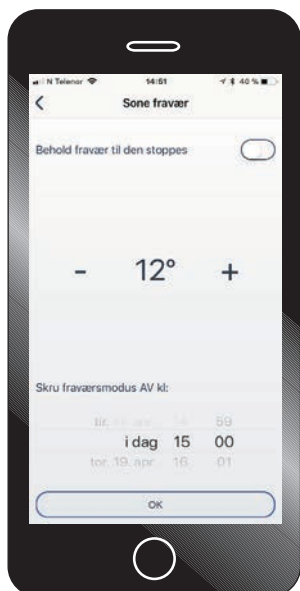 N Telenor 14:51 40 %
Sone fravær
Behold fravær til den stoppes
- 12° +
Skru fraværsmodus AV kl:
tir. 59
i dag 15 00
tor. 19. apr. 16 01
OK